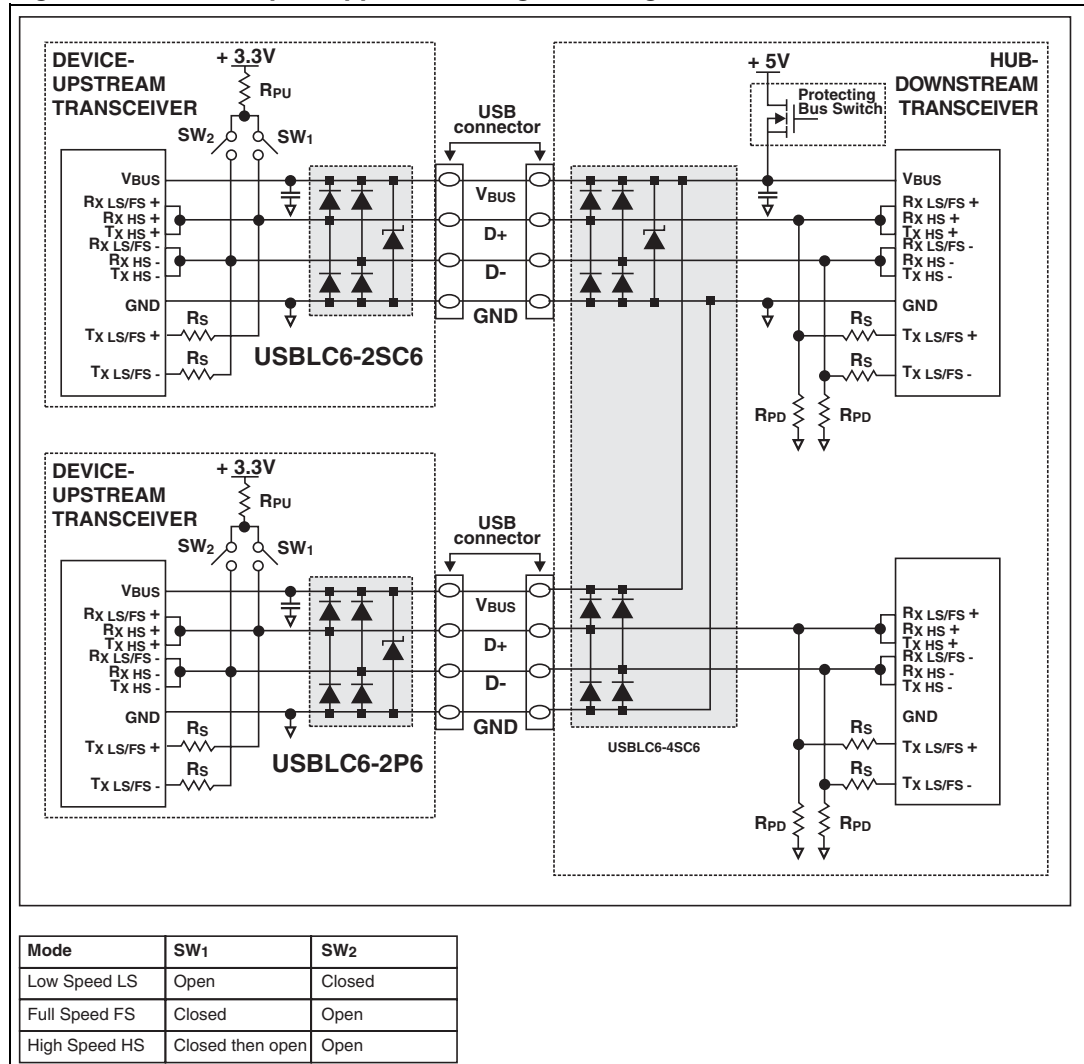 DEVICE-
UPSTREAM
TRANSCEIVER
+ 3.3V
RPU
SW2
SW1
VBUS
RX LS/FS +
RX HS +
TX HS +
RX LS/FS -
RX HS -
TX HS -
GND
TX LS/FS +
TX LS/FS -
RS
RS
USBLC6-2SC6
USB
connector
VBUS
D+
D-
GND
+ 5V
Protecting
Bus Switch
HUB-
DOWNSTREAM
TRANSCEIVER
VBUS
RX LS/FS +
RX HS +
TX HS +
RX LS/FS -
RX HS -
TX HS -
GND
TX LS/FS +
TX LS/FS -
RS
RS
RPD
RPD
DEVICE-
UPSTREAM
TRANSCEIVER
+ 3.3V
RPU
SW2
SW1
VBUS
RX LS/FS +
RX HS +
TX HS +
RX LS/FS -
RX HS -
TX HS -
GND
TX LS/FS +
TX LS/FS -
RS
RS
USBLC6-2P6
USB
connector
VBUS
D+
D-
GND
USBLC6-4SC6
RX LS/FS +
RX HS +
TX HS +
RX LS/FS -
RX HS -
TX HS -
GND
TX LS/FS +
TX LS/FS -
RS
RS
RPD
RPD
Mode SW1 SW2
Low Speed LS Open Closed
Full Speed FS Closed Open
High Speed HS Closed then open Open